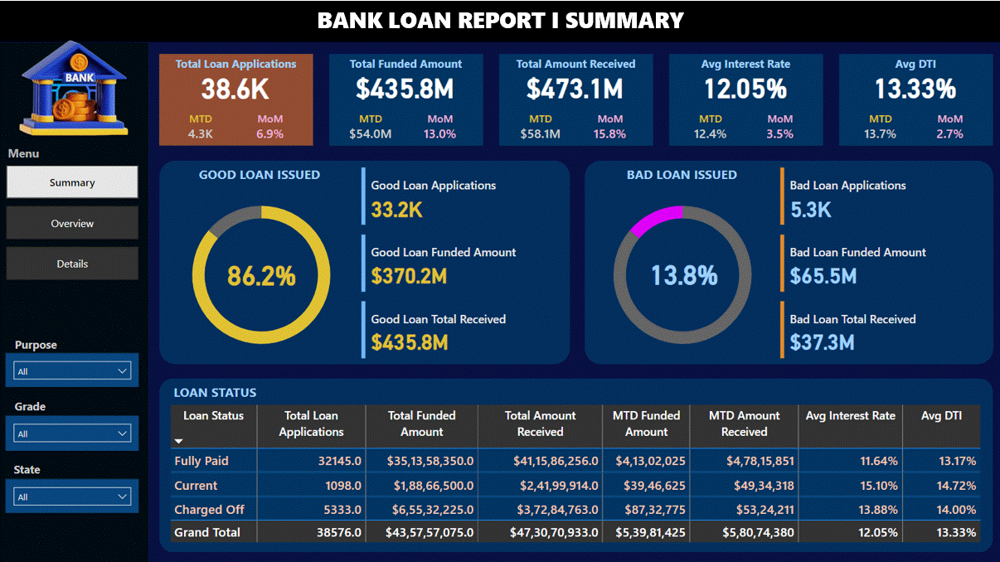 BANK LOAN REPORT I SUMMARY
BANK
Menu
Summary
Overview
Details
Purpose
All
Grade
All
State
All
Total Loan Applications
38.6K
MTD MoM
4.3K 6.9%
Total Funded Amount
$435.8M
MTD MoM
$54.0M 13.0%
Total Amount Received
$473.1M
MTD MoM
$58.1M 15.8%
Avg Interest Rate
12.05%
MTD MoM
12.4% 3.5%
Avg DTI
13.33%
MTD MoM
13.7% 2.7%
GOOD LOAN ISSUED
86.2%
Good Loan Applications
33.2K
Good Loan Funded Amount
$370.2M
Good Loan Total Received
$435.8M
BAD LOAN ISSUED
13.8%
Bad Loan Applications
5.3K
Bad Loan Funded Amount
$65.5M
Bad Loan Total Received
$37.3M
LOAN STATUS
Loan Status Total Loan Total Funded Total Amount MTD Funded MTD Amount Avg Interest Rate Avg DTI
Applications Amount Received Amount Received
Fully Paid 32145.0 $35,13,58,350.0 $41,15,86,256.0 $4,13,02,025 $4,78,15,851 11.64% 13.17%
Current 1098.0 $1,88,66,500.0 $2,41,99,914.0 $39,46,625 $49,34,318 15.10% 14.72%
Charged Off 5333.0 $6,55,32,225.0 $3,72,84,763.0 $87,32,775 $53,24,211 13.88% 14.00%
Grand Total 38576.0 $43,57,57,075.0 $47,30,70,933.0 $5,39,81,425 $5,80,74,380 12.05% 13.33%